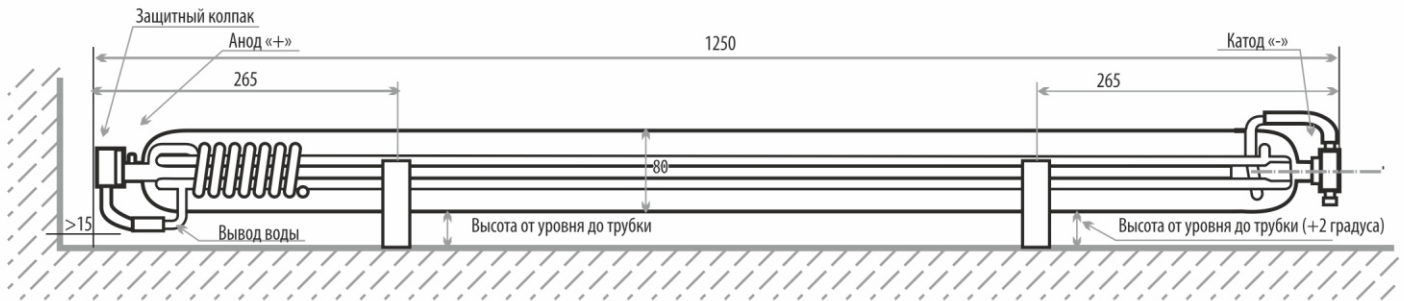 Защитный колпак
Анод «+»
1250
Катод «-»
265
265
80
>15
Вывод воды
Высота от уровня до трубки
Высота от уровня до трубки (+2 градуса)